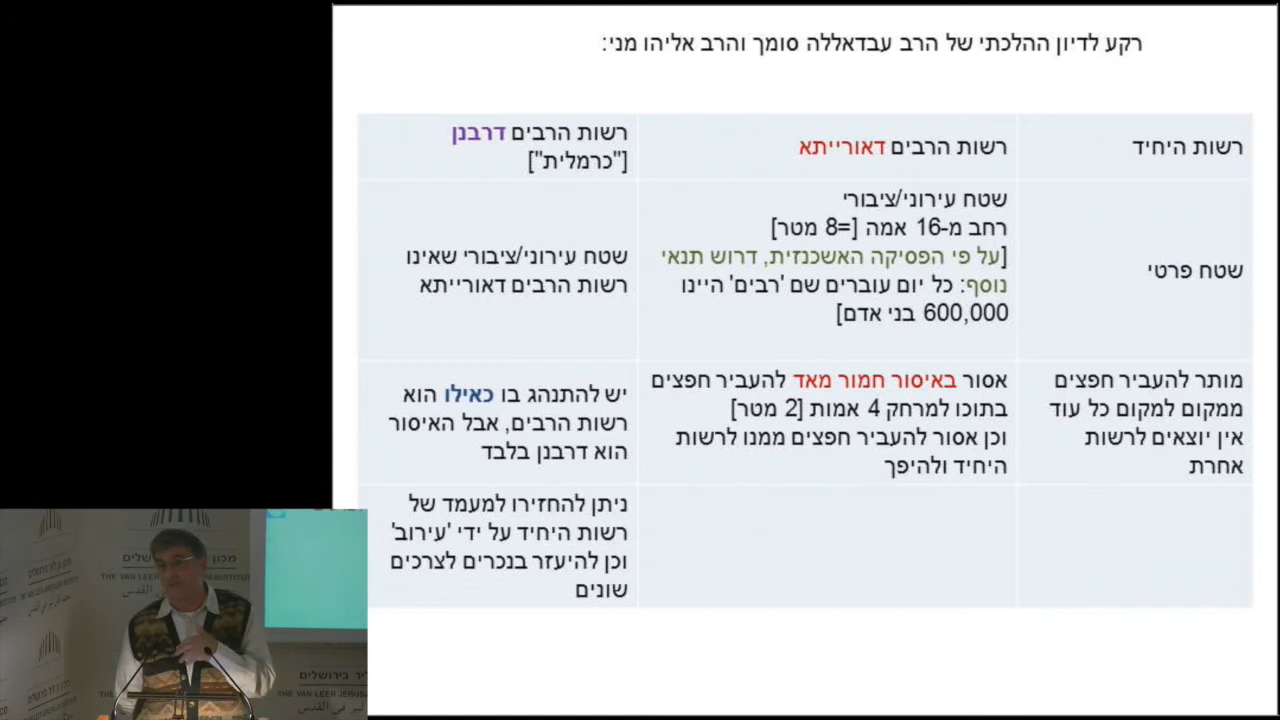 רקע לדיון ההלכתי של הרב עבדאללה סומך והרב אליהו מני:
רשות היחיד
רשות הרבים דאורייתא
רשות הרבים דרבנן
["כרמלית"]
שטח פרטי
שטח עירוני/ציבורי
רחב מ-16 אמה [=8 מטר]
[על פי הפסיקה האשכנזית, דרוש תנאי
נוסף: כל יום עוברים שם 'רבים' היינו
600,000 בני אדם]
שטח עירוני/ציבורי שאינו
רשות הרבים דאורייתא
מותר להעביר חפצים
ממקום למקום כל עוד
אין יוצאים לרשות
אחרת
אסור באיסור חמור מאד להעביר חפצים
בתוכו למרחק 4 אמות [2 מטר]
וכן אסור להעביר חפצים ממנו לרשות
היחיד ולהיפך
יש להתנהג בו כאילו הוא
רשות הרבים, אבל האיסור
הוא דרבנן בלבד
ניתן להחזירו למעמד של
רשות היחיד על ידי 'עירוב'
וכן להיעזר בנכרים לצרכים
שונים
THE VAN LEER JERUSALEM INSTITUTE